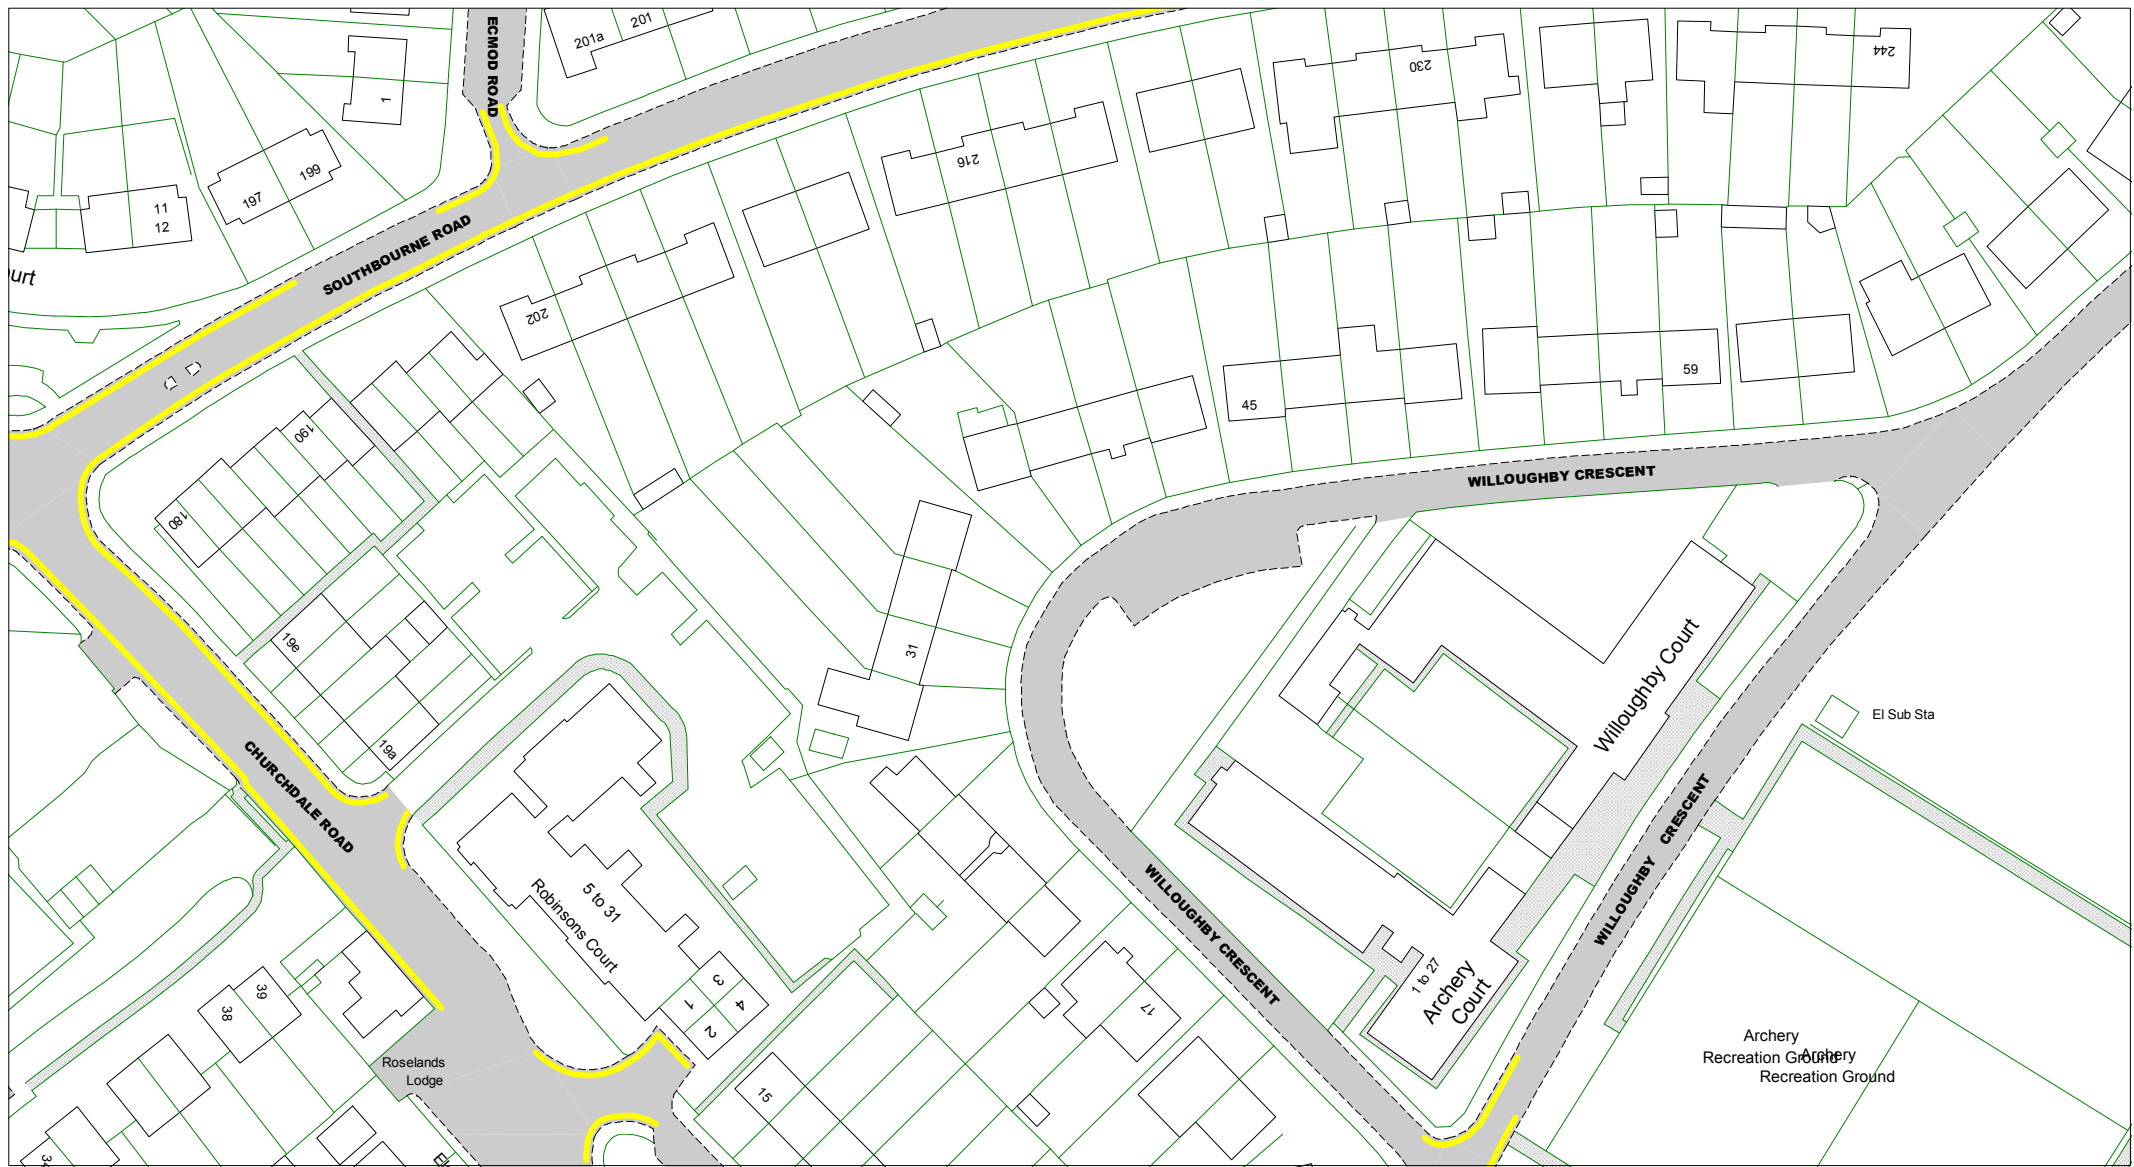 ECMOD ROAD
201a
201
1
197
199
11
12
urt
SOUTHBOURNE ROAD
202
216
230
244
190
180
19e
19a
CHURCHDALE ROAD
45
59
31
WILLOUGHBY CRESCENT
Willoughby Court
El Sub Sta
WILLOUGHBY CRESCENT
WILLOUGHBY CRESCENT
5 to 31
Robinsons Court
3
4
1
2
39
38
Roselands
Lodge
15
17
1 to 27
Archery
Court
Archery
Recreation Ground
Archery
Recreation Ground